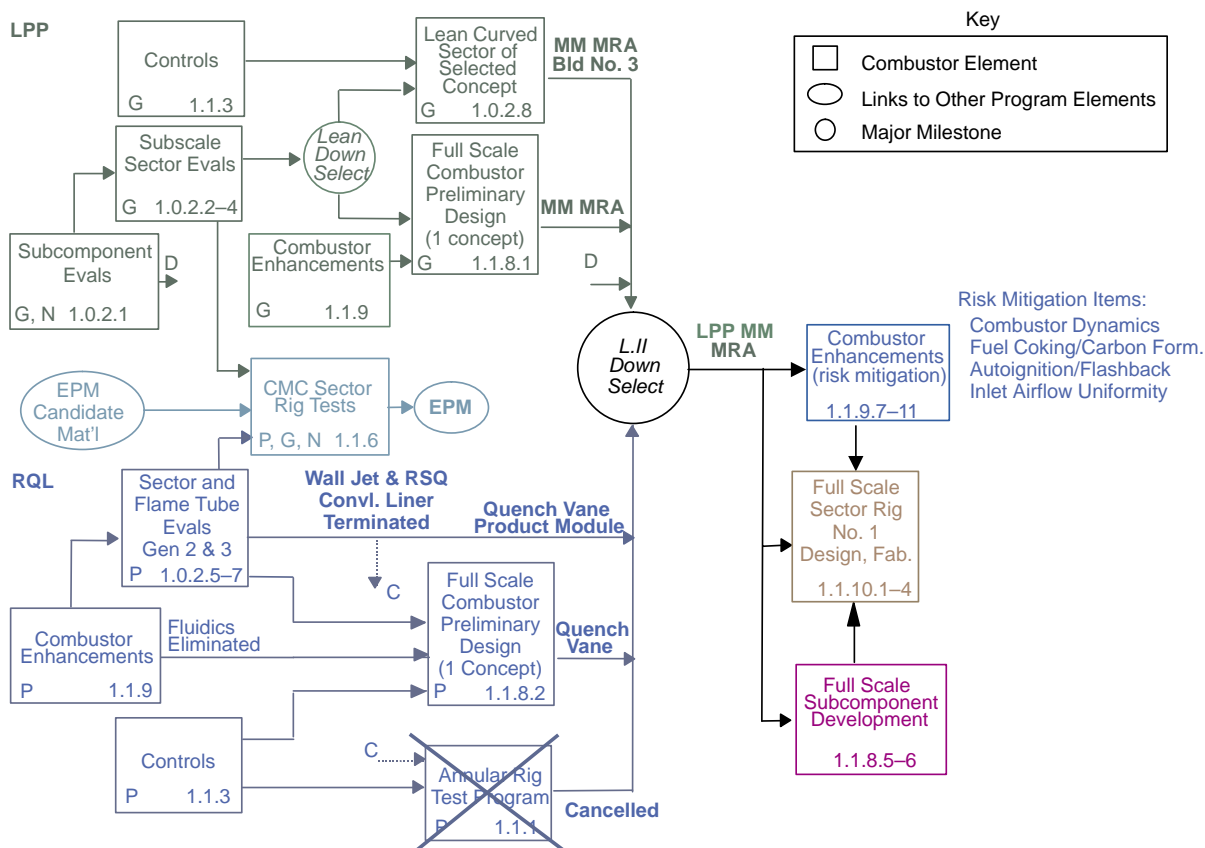 LPP
Controls
G 1.1.3
Lean Curved
Sector of
Selected
Concept
G 1.0.2.8
MM MRA
Bld No. 3
Key
Combustor Element
Links to Other Program Elements
Major Milestone
Subscale
Sector Evals
G 1.0.2.2–4
Lean
Down
Select
Full Scale
Combustor
Preliminary
Design
(1 concept)
G 1.1.8.1
MM MRA
D
Subcomponent
Evals
G, N 1.0.2.1
D
Combustor
Enhancements
G 1.1.9
L.II
Down
Select
LPP MM
MRA
Combustor
Enhancements
(risk mitigation)
1.1.9.7–11
Risk Mitigation Items:
Combustor Dynamics
Fuel Coking/Carbon Form.
Autoignition/Flashback
Inlet Airflow Uniformity
EPM
Candidate
Mat'l
CMC Sector
Rig Tests
P, G, N 1.1.6
EPM
RQL
Sector and
Flame Tube
Evals
Gen 2 & 3
P 1.0.2.5–7
Wall Jet & RSQ
Convl. Liner
Terminated
C
Quench Vane
Product Module
Full Scale
Sector Rig
No. 1
Design, Fab.
1.1.10.1–4
Combustor
Enhancements
P 1.1.9
Fluidics
Eliminated
Full Scale
Combustor
Preliminary
Design
(1 Concept)
P 1.1.8.2
Quench
Vane
Full Scale
Subcomponent
Development
1.1.8.5–6
Controls
P 1.1.3
C
Annular Rig
Test Program
P 1.1.1
Cancelled